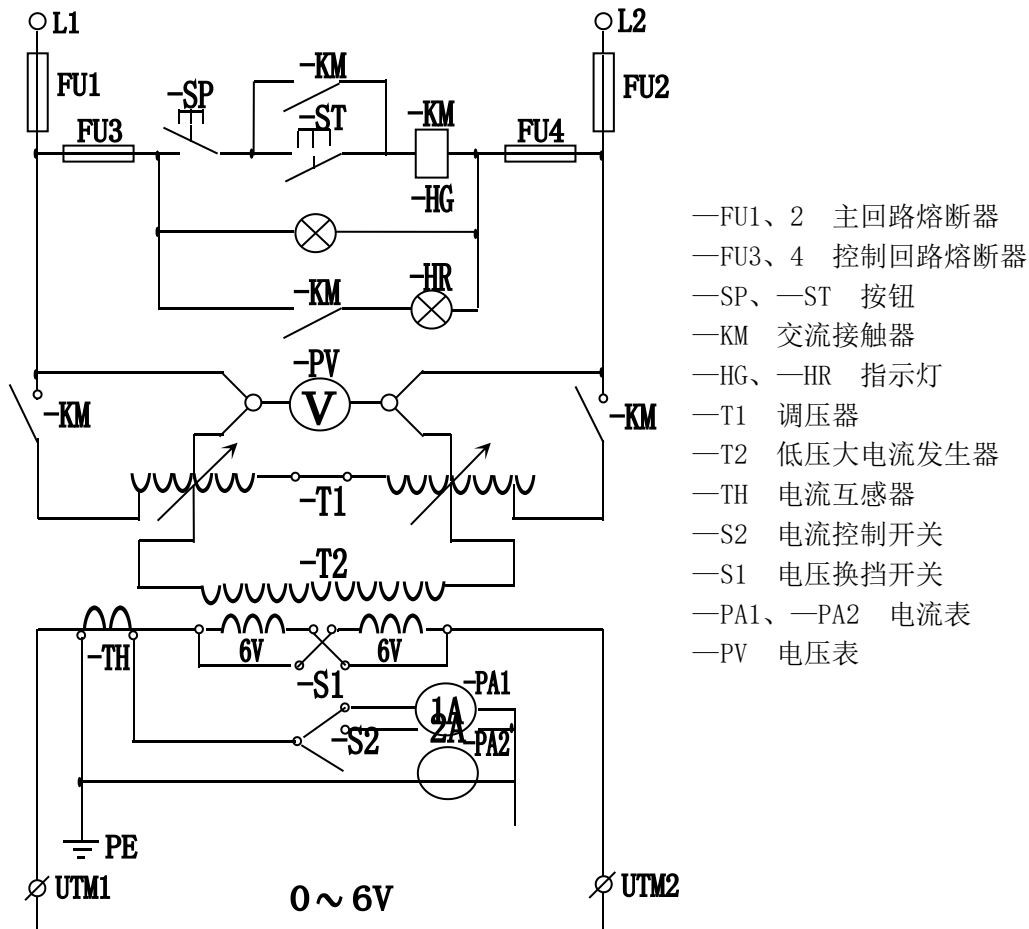 L1
L2
FU1
FU2
-KM
-SP
-ST
-KM
FU3
FU4
-HG
-HR
-KM
-PV
V
-KM
-KM
-T1
-T2
6V
6V
-TH
-S1
-PA1
1A
2A
-S2
-PA2
PE
UTM1
0～6V
UTM2
—FU1、2 主回路熔断器
—FU3、4 控制回路熔断器
—SP、—ST 按钮
—KM 交流接触器
—HG、—HR 指示灯
—T1 调压器
—T2 低压大电流发生器
—TH 电流互感器
—S2 电流控制开关
—S1 电压换挡开关
—PA1、—PA2 电流表
—PV 电压表